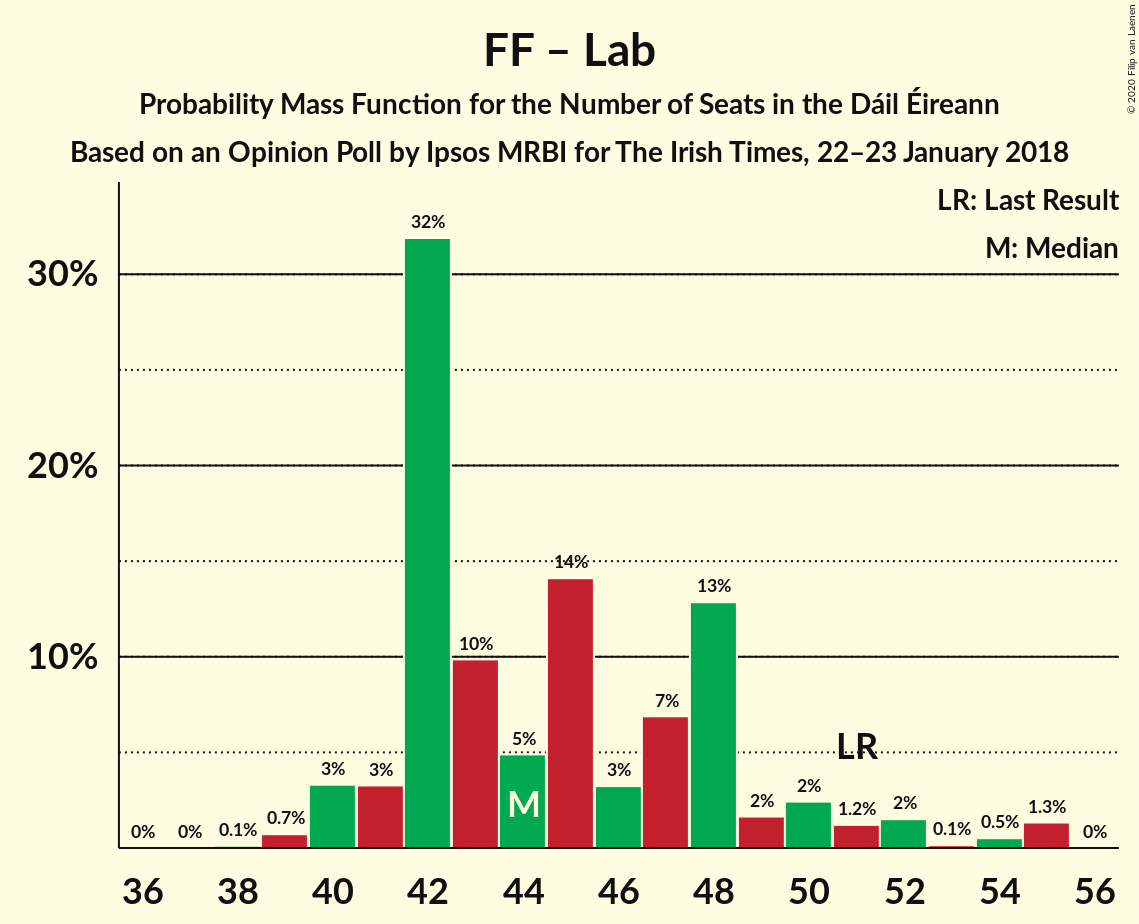 FF – Lab
Probability Mass Function for the Number of Seats in the Dáil Éireann
Based on an Opinion Poll by Ipsos MRBI for The Irish Times, 22–23 January 2018
© 2020 Filip van Laenen
LR: Last Result
M: Median
30%
20%
10%
0%
0%
0.1%
0.7%
3%
3%
32%
10%
5%
14%
3%
7%
13%
2%
2%
1.2%
2%
0.1%
0.5%
1.3%
0%
M
LR
36 38 40 42 44 46 48 50 52 54 56